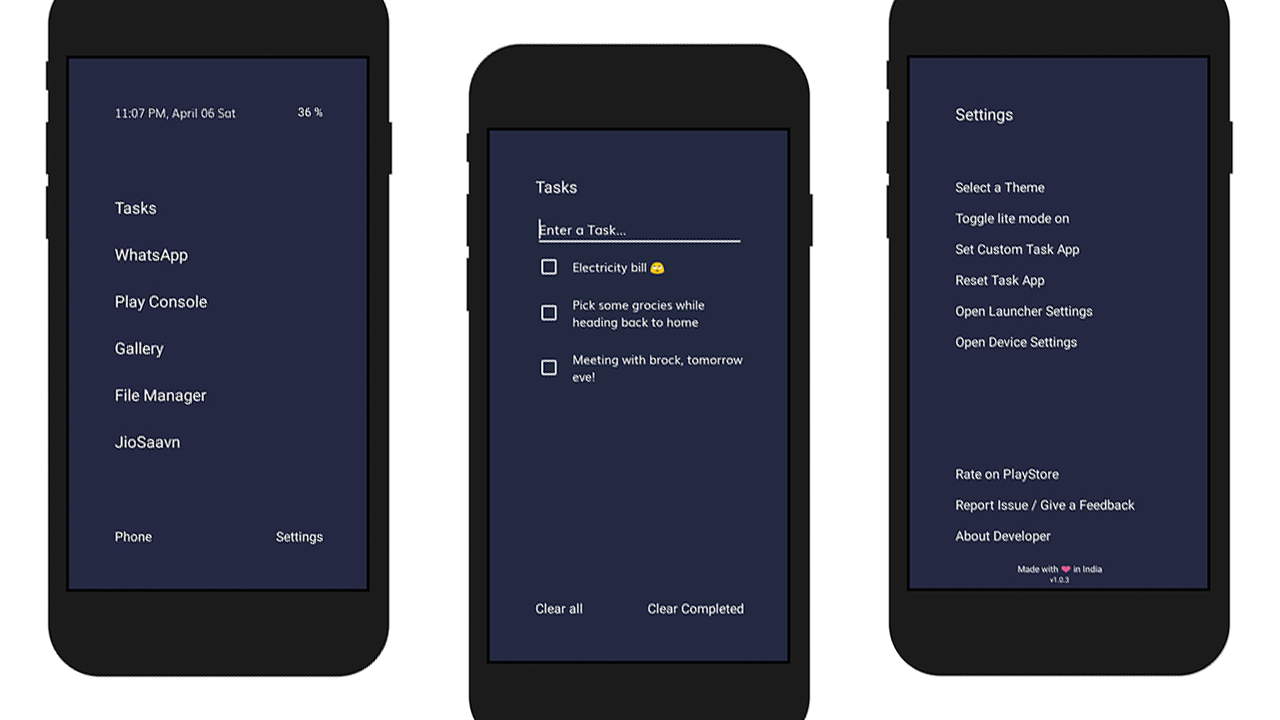 11:07 PM, April 06 Sat 36 %
Tasks
WhatsApp
Play Console
Gallery
File Manager
JioSaavn
Phone Settings
Tasks
Enter a Task...
Electricity bill 🙄
Pick some grocies while
heading back to home
Meeting with brock, tomorrow
eve!
Clear all Clear Completed
Settings
Select a Theme
Toggle lite mode on
Set Custom Task App
Reset Task App
Open Launcher Settings
Open Device Settings
Rate on PlayStore
Report Issue / Give a Feedback
About Developer
Made with ❤ in India
v1.0.3